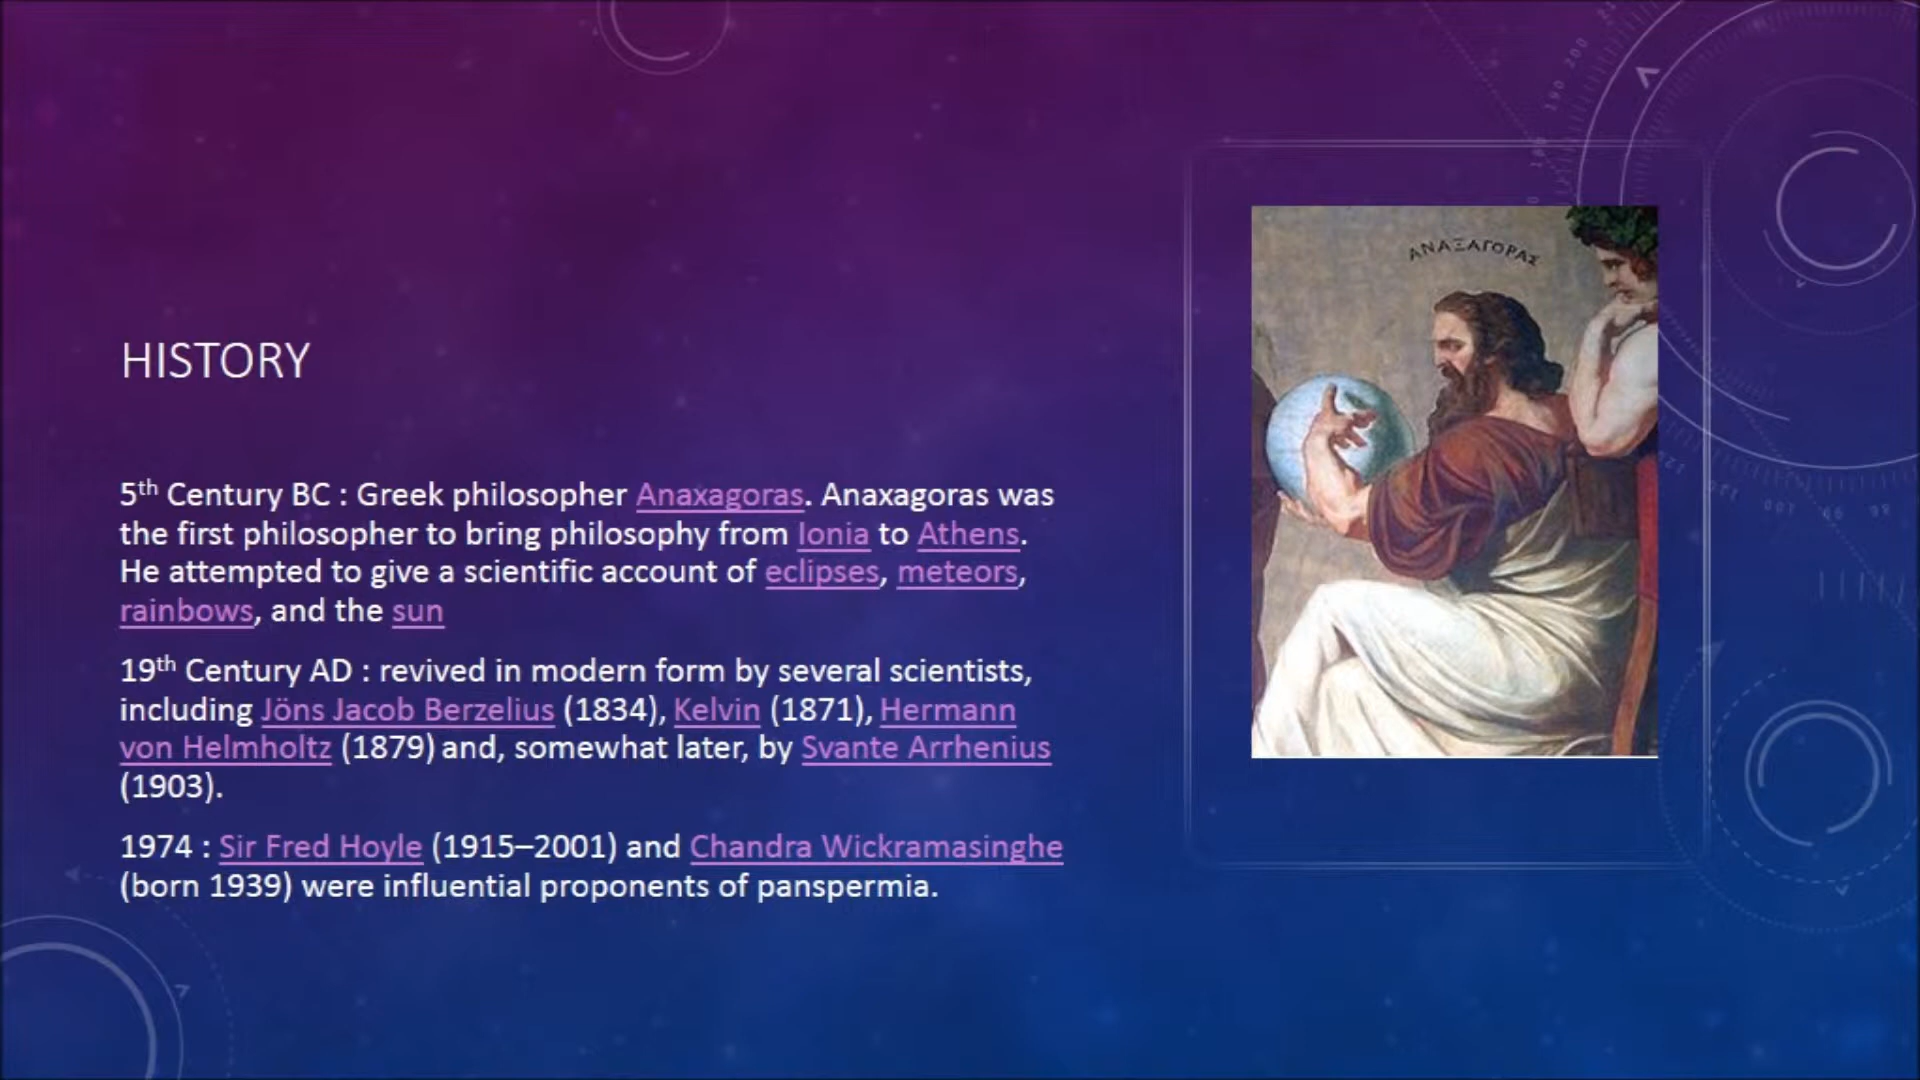 HISTORY
5th Century BC : Greek philosopher Anaxagoras. Anaxagoras was
the first philosopher to bring philosophy from Ionia to Athens.
He attempted to give a scientific account of eclipses, meteors,
rainbows, and the sun
19th Century AD : revived in modern form by several scientists,
including Jöns Jacob Berzelius (1834), Kelvin (1871), Hermann
von Helmholtz (1879) and, somewhat later, by Svante Arrhenius
(1903).
1974 : Sir Fred Hoyle (1915–2001) and Chandra Wickramasinghe
(born 1939) were influential proponents of panspermia.
ΑΝΑΞΑΓΟΡΑΣ